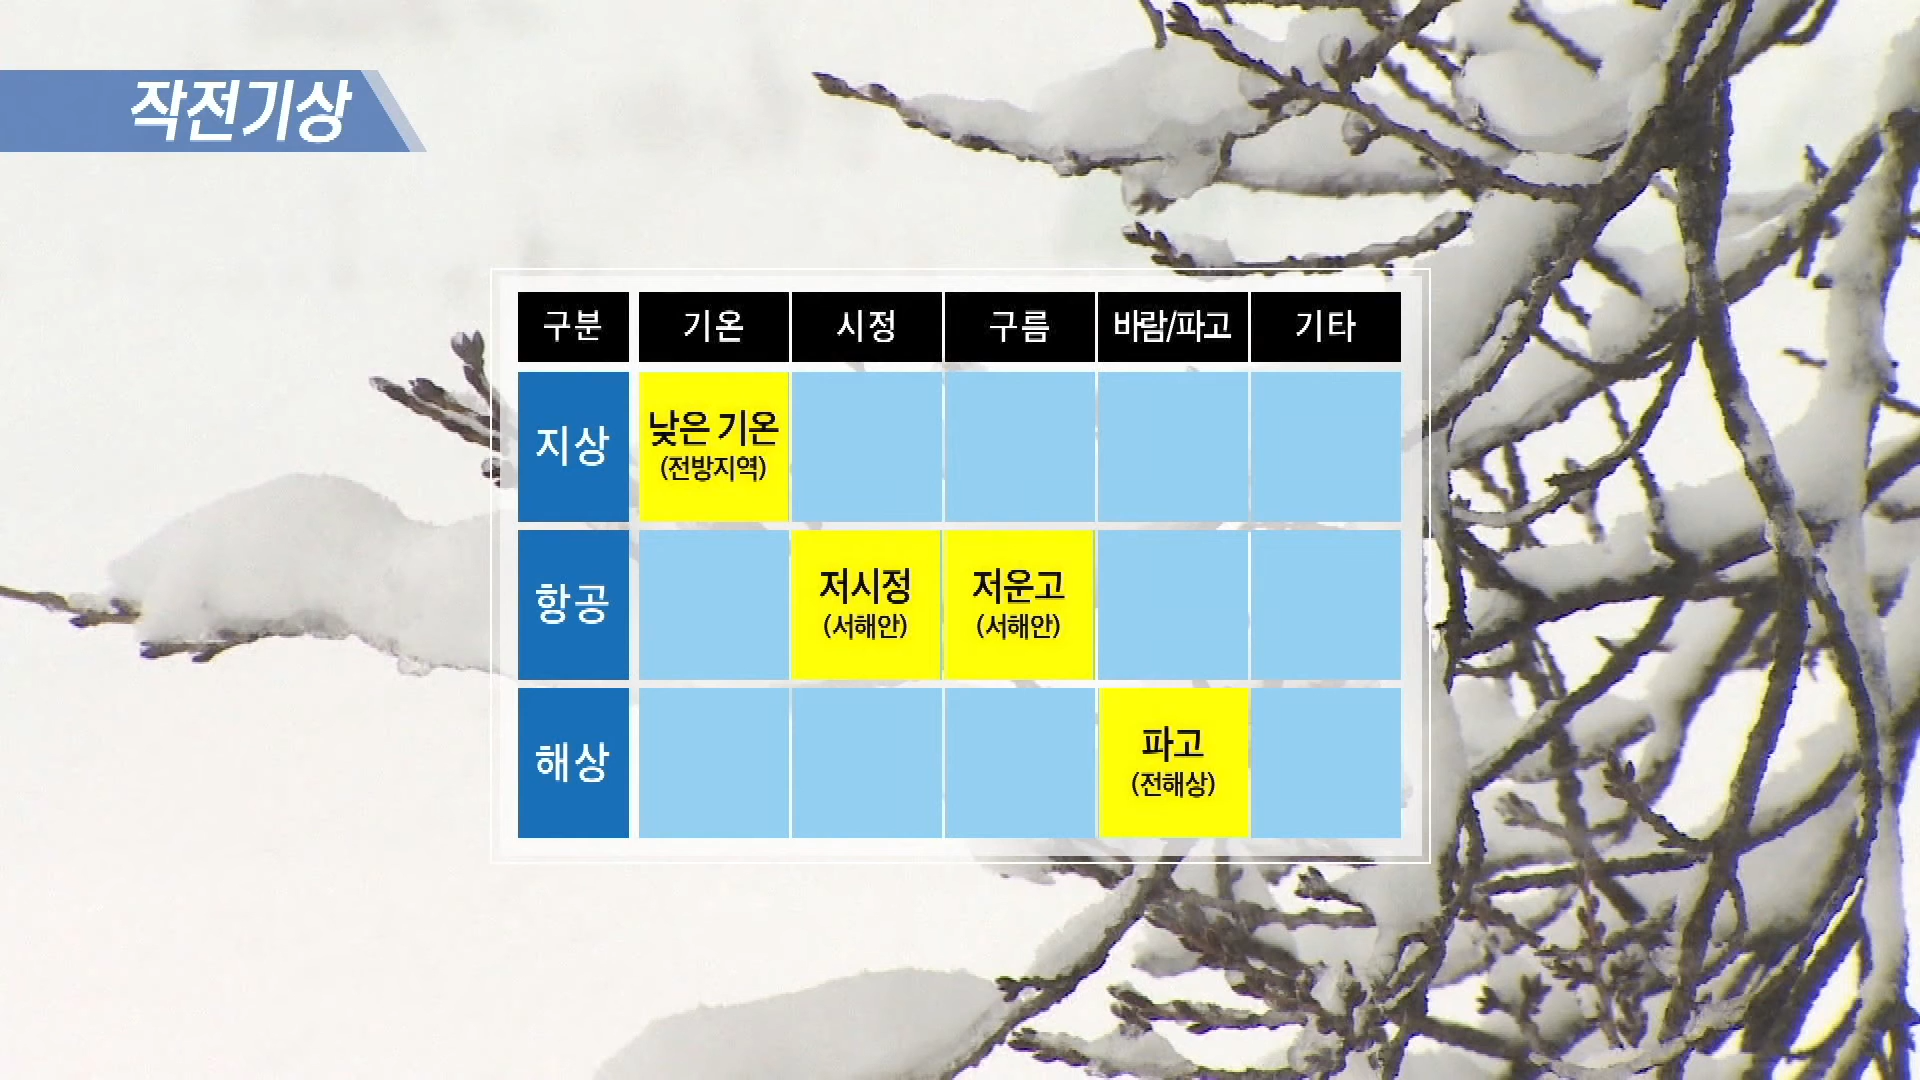 작전기상
구분 기온 시정 구름 바람/파고 기타
지상 낮은 기온
(전방지역)
항공 저시정 저운고
(서해안) (서해안)
해상 파고
(전해상)